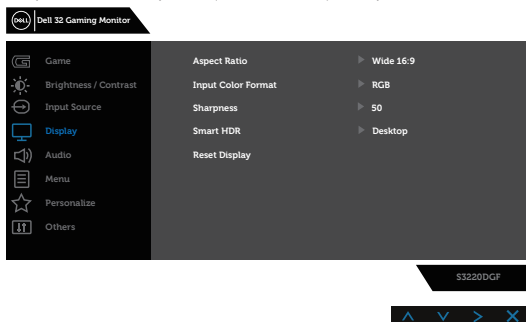 DELL
Dell 32 Gaming Monitor
Game
Aspect Ratio Wide 16:9
Brightness / Contrast
Input Color Format RGB
Input Source
Sharpness 50
Display
Smart HDR Desktop
Audio
Reset Display
Menu
Personalize
Others
S3220DGF